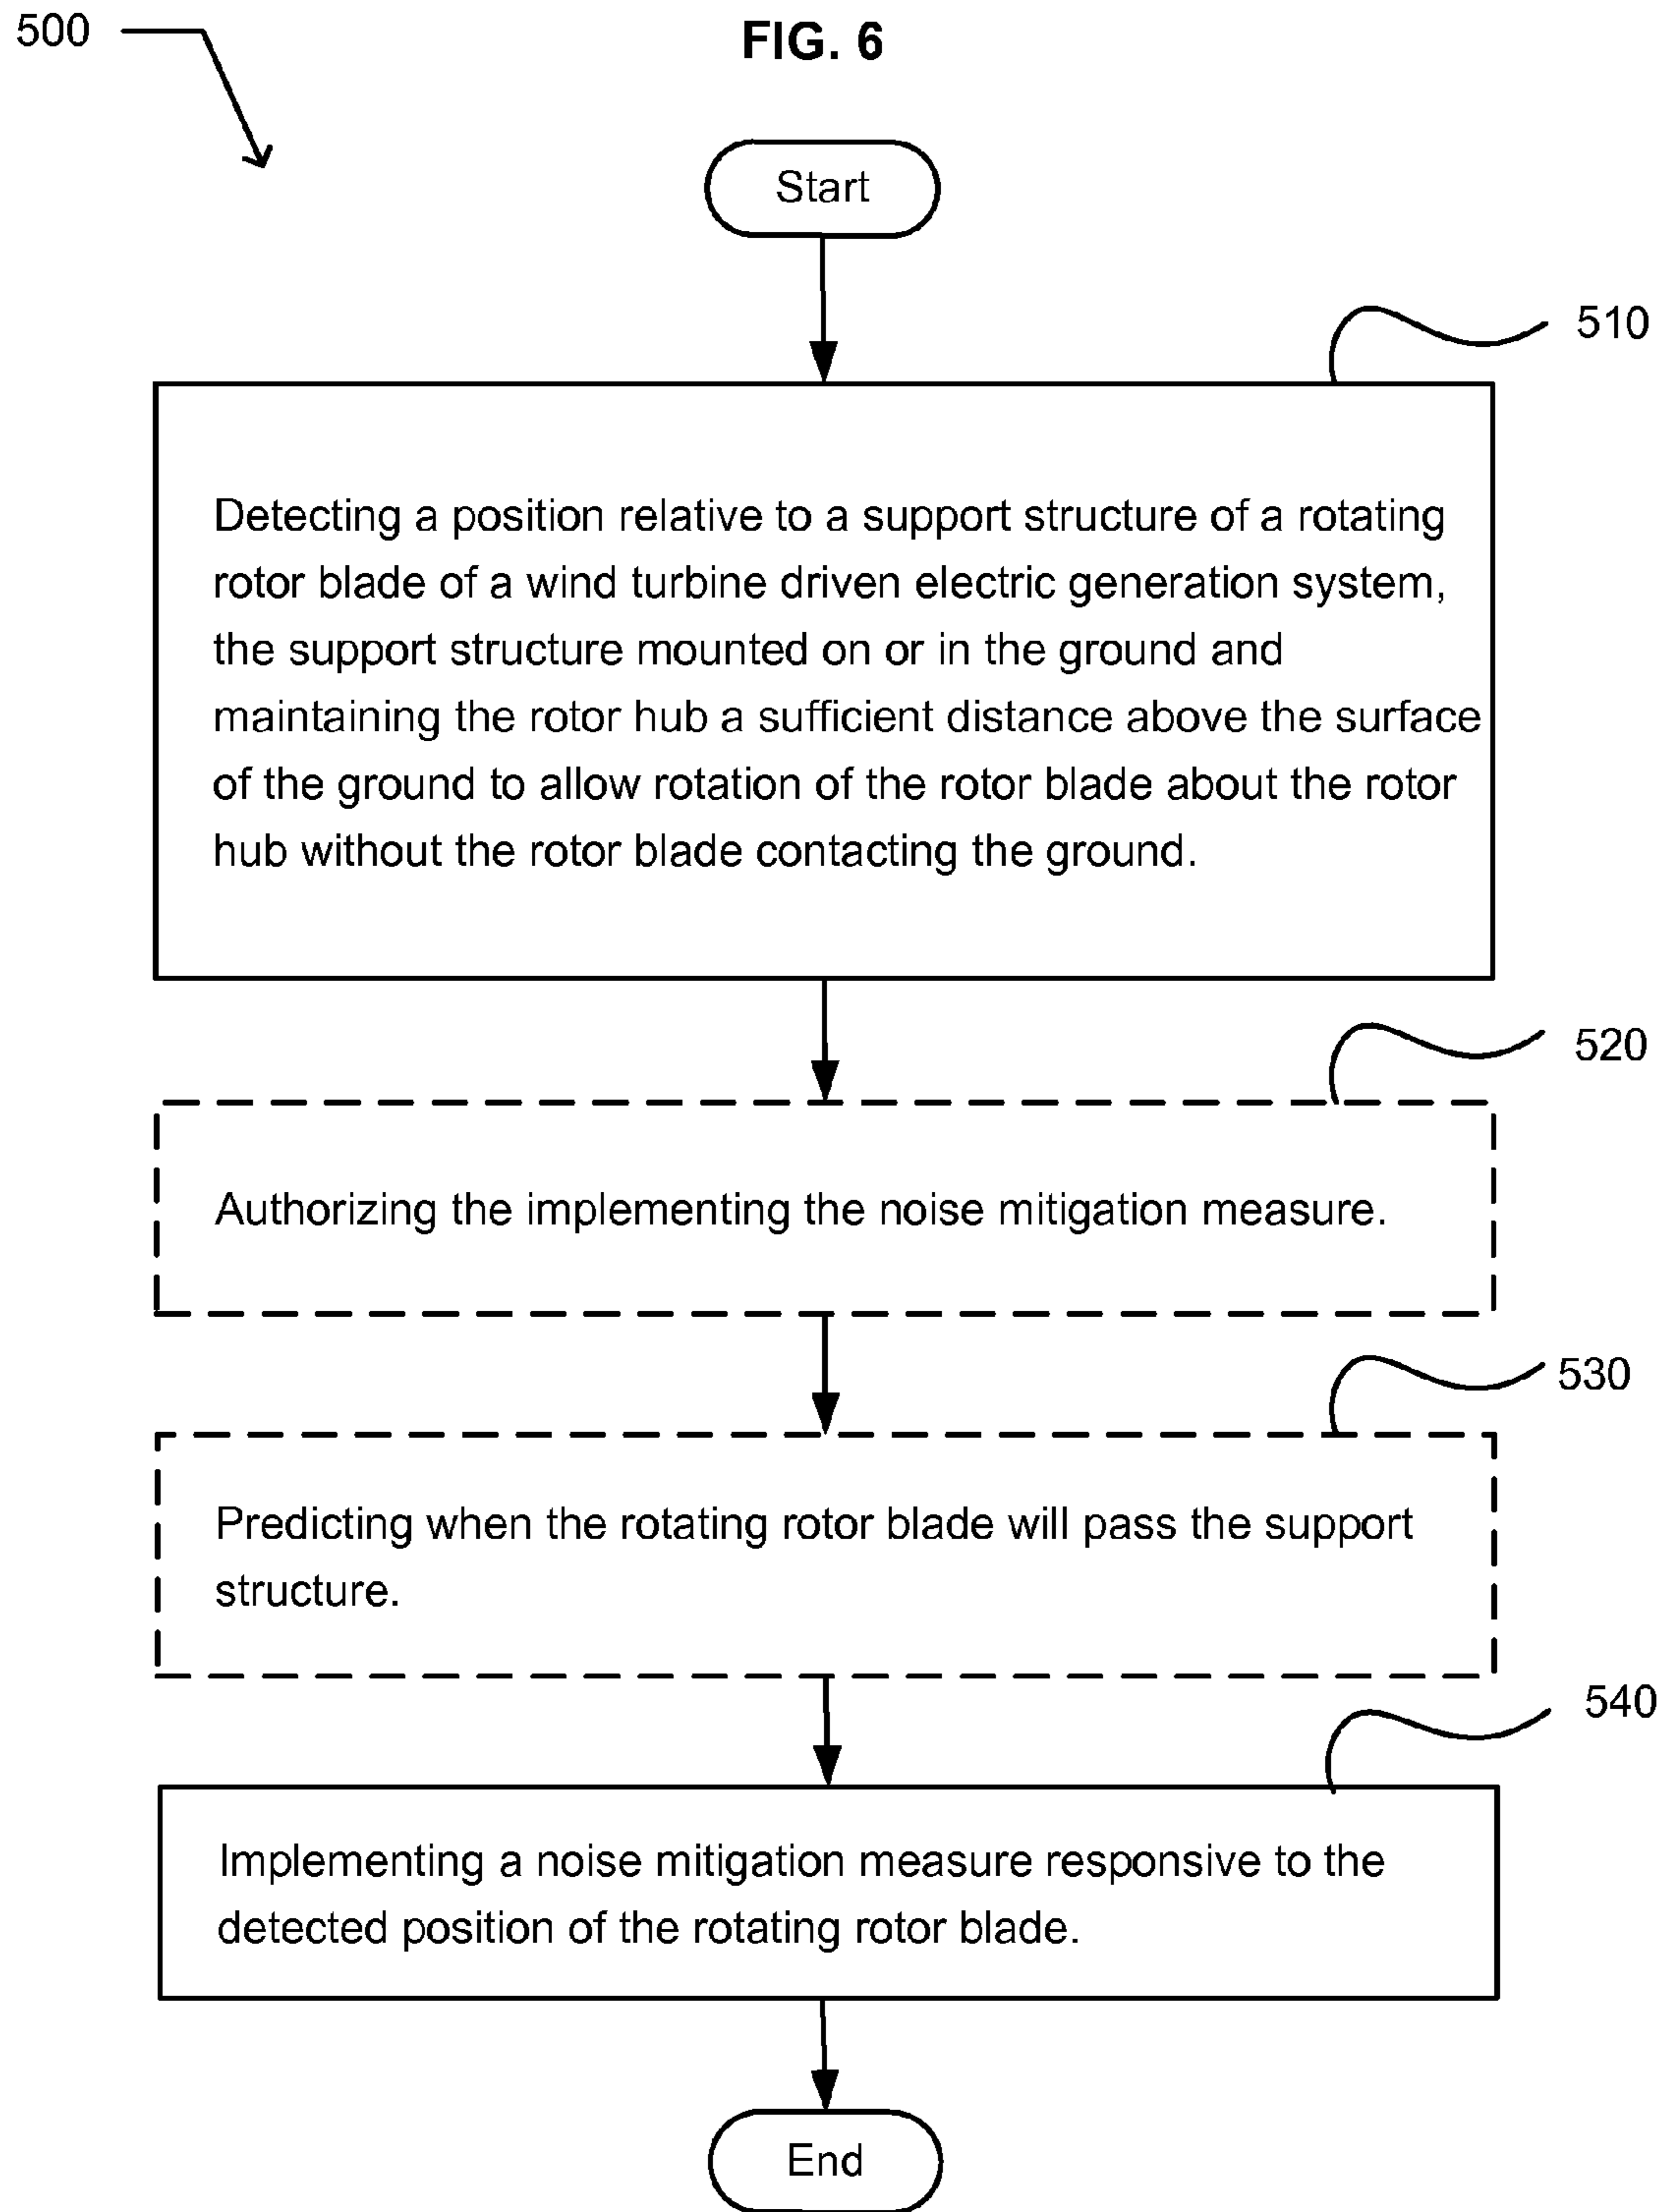 500
FIG. 6
Start
510
Detecting a position relative to a support structure of a rotating
rotor blade of a wind turbine driven electric generation system,
the support structure mounted on or in the ground and
maintaining the rotor hub a sufficient distance above the surface
of the ground to allow rotation of the rotor blade about the rotor
hub without the rotor blade contacting the ground.
520
Authorizing the implementing the noise mitigation measure.
530
Predicting when the rotating rotor blade will pass the support
structure.
540
Implementing a noise mitigation measure responsive to the
detected position of the rotating rotor blade.
End